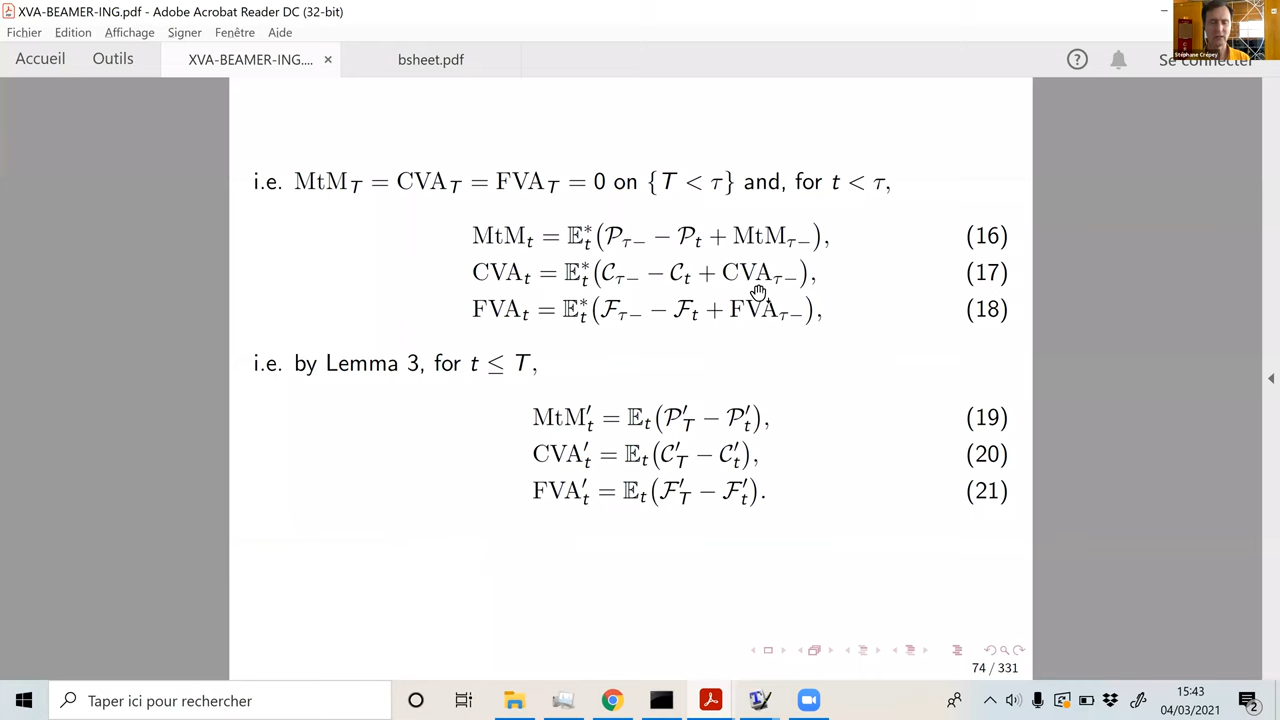 XVA-BEAMER-ING.pdf - Adobe Acrobat Reader DC (32-bit)
Fichier Edition Affichage Signer Fenêtre Aide
Accueil Outils XVA-BEAMER-ING.... × bsheet.pdf Se connecter
Stéphane Crépey
i.e. MtM_T = CVA_T = FVA_T = 0 on {T < τ} and, for t < τ,
MtM_t = 𝔼*_t(𝒫_{τ−} − 𝒫_t + MtM_{τ−}), (16)
CVA_t = 𝔼*_t(𝒞_{τ−} − 𝒞_t + CVA_{τ−}), (17)
FVA_t = 𝔼*_t(ℱ_{τ−} − ℱ_t + FVA_{τ−}), (18)
i.e. by Lemma 3, for t ≤ T,
MtM′_t = 𝔼_t(𝒫′_T − 𝒫′_t), (19)
CVA′_t = 𝔼_t(𝒞′_T − 𝒞′_t), (20)
FVA′_t = 𝔼_t(ℱ′_T − ℱ′_t). (21)
74 / 331
Taper ici pour rechercher
15:43
04/03/2021
2